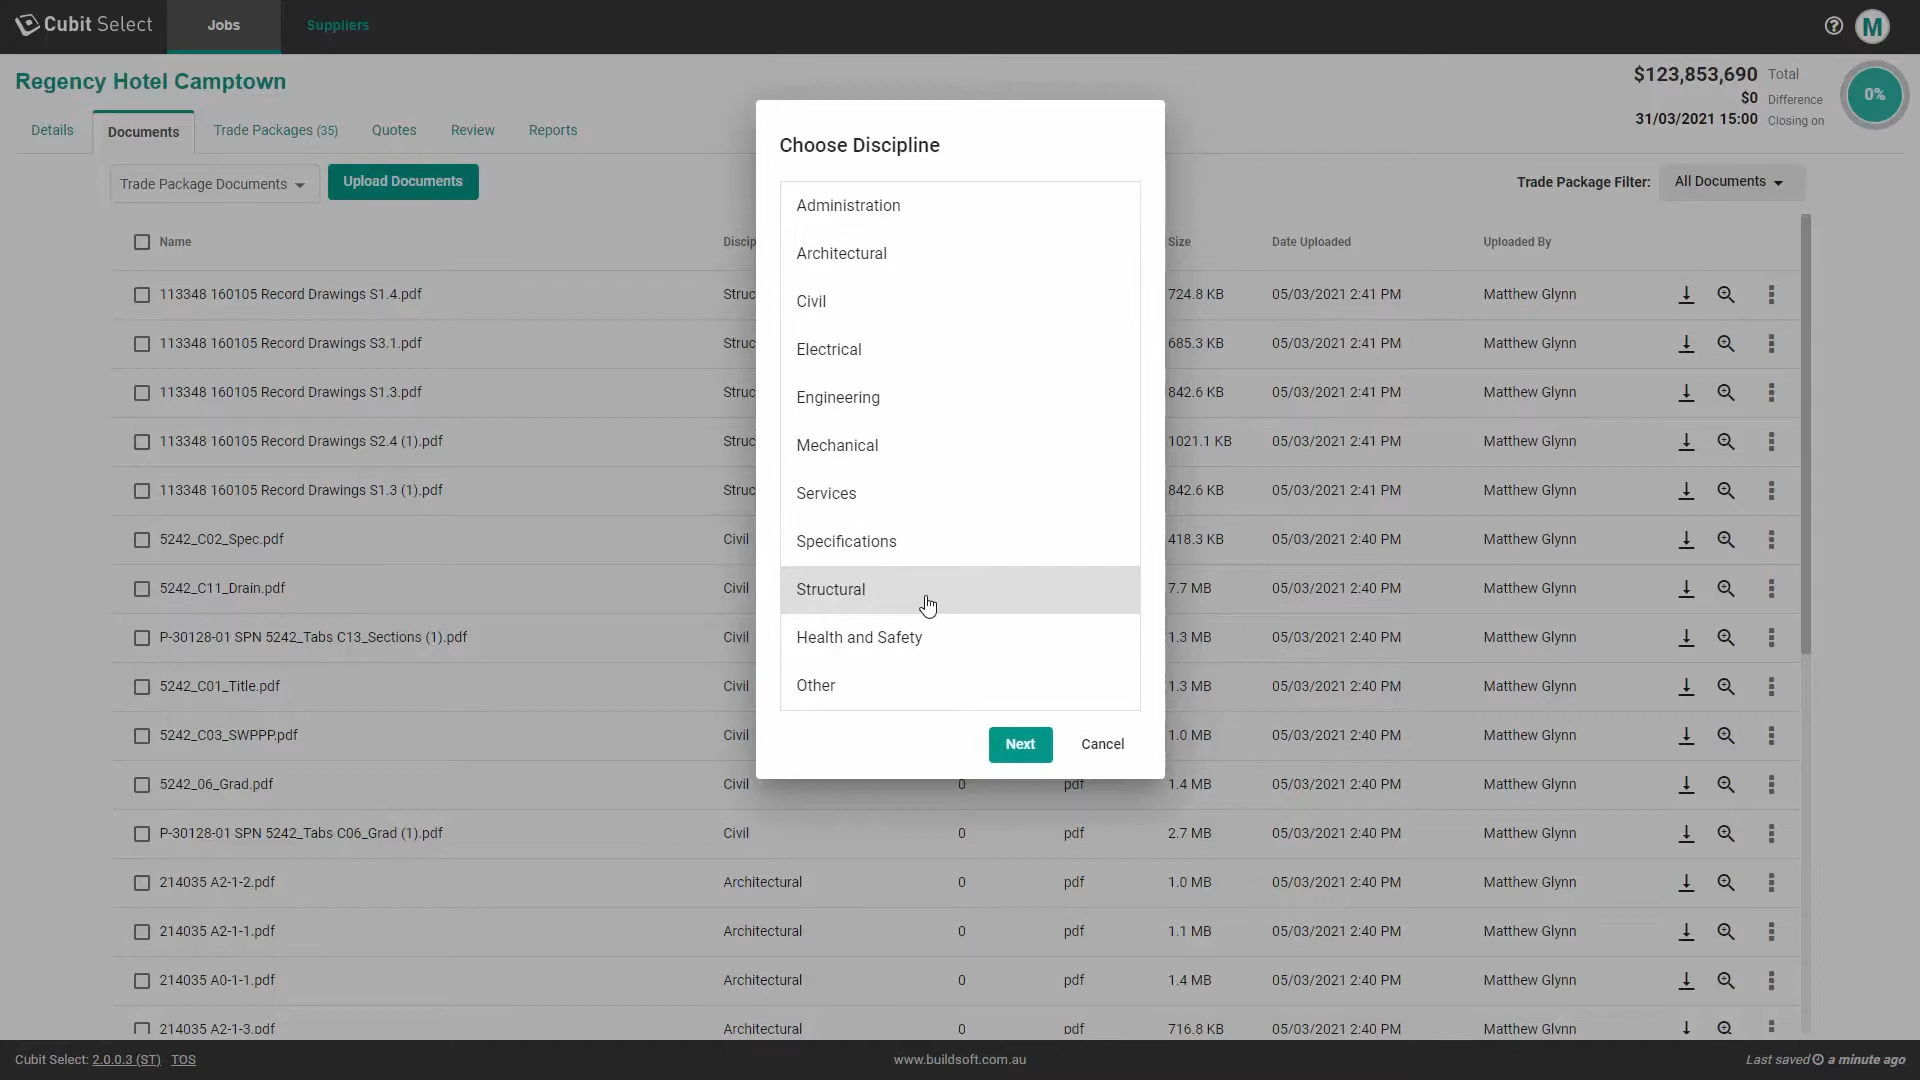 Cubit Select
Jobs
Suppliers
M
Regency Hotel Camptown
$123,853,690 Total
$0 Difference
31/03/2021 15:00 Closing on
0%
Details
Documents
Trade Packages (35)
Quotes
Review
Reports
Trade Package Documents
Upload Documents
Trade Package Filter:
All Documents
Name Discip Size Date Uploaded Uploaded By
113348 160105 Record Drawings S1.4.pdf Struc 724.8 KB 05/03/2021 2:41 PM Matthew Glynn
113348 160105 Record Drawings S3.1.pdf Struc 685.3 KB 05/03/2021 2:41 PM Matthew Glynn
113348 160105 Record Drawings S1.3.pdf Struc 842.6 KB 05/03/2021 2:41 PM Matthew Glynn
113348 160105 Record Drawings S2.4 (1).pdf Struc 1021.1 KB 05/03/2021 2:41 PM Matthew Glynn
113348 160105 Record Drawings S1.3 (1).pdf Struc 842.6 KB 05/03/2021 2:41 PM Matthew Glynn
5242_C02_Spec.pdf Civil 418.3 KB 05/03/2021 2:40 PM Matthew Glynn
5242_C11_Drain.pdf Civil 7.7 MB 05/03/2021 2:40 PM Matthew Glynn
P-30128-01 SPN 5242_Tabs C13_Sections (1).pdf Civil 1.3 MB 05/03/2021 2:40 PM Matthew Glynn
5242_C01_Title.pdf Civil 1.3 MB 05/03/2021 2:40 PM Matthew Glynn
5242_C03_SWPPP.pdf Civil 1.0 MB 05/03/2021 2:40 PM Matthew Glynn
5242_06_Grad.pdf Civil 0 pdf 1.4 MB 05/03/2021 2:40 PM Matthew Glynn
P-30128-01 SPN 5242_Tabs C06_Grad (1).pdf Civil 0 pdf 2.7 MB 05/03/2021 2:40 PM Matthew Glynn
214035 A2-1-2.pdf Architectural 0 pdf 1.0 MB 05/03/2021 2:40 PM Matthew Glynn
214035 A2-1-1.pdf Architectural 0 pdf 1.1 MB 05/03/2021 2:40 PM Matthew Glynn
214035 A0-1-1.pdf Architectural 0 pdf 1.4 MB 05/03/2021 2:40 PM Matthew Glynn
214035 A2-1-3.pdf Architectural 0 pdf 716.8 KB 05/03/2021 2:40 PM Matthew Glynn
Choose Discipline
Administration
Architectural
Civil
Electrical
Engineering
Mechanical
Services
Specifications
Structural
Health and Safety
Other
Next
Cancel
Cubit Select: 2.0.0.3 (ST) TOS
www.buildsoft.com.au
Last saved a minute ago